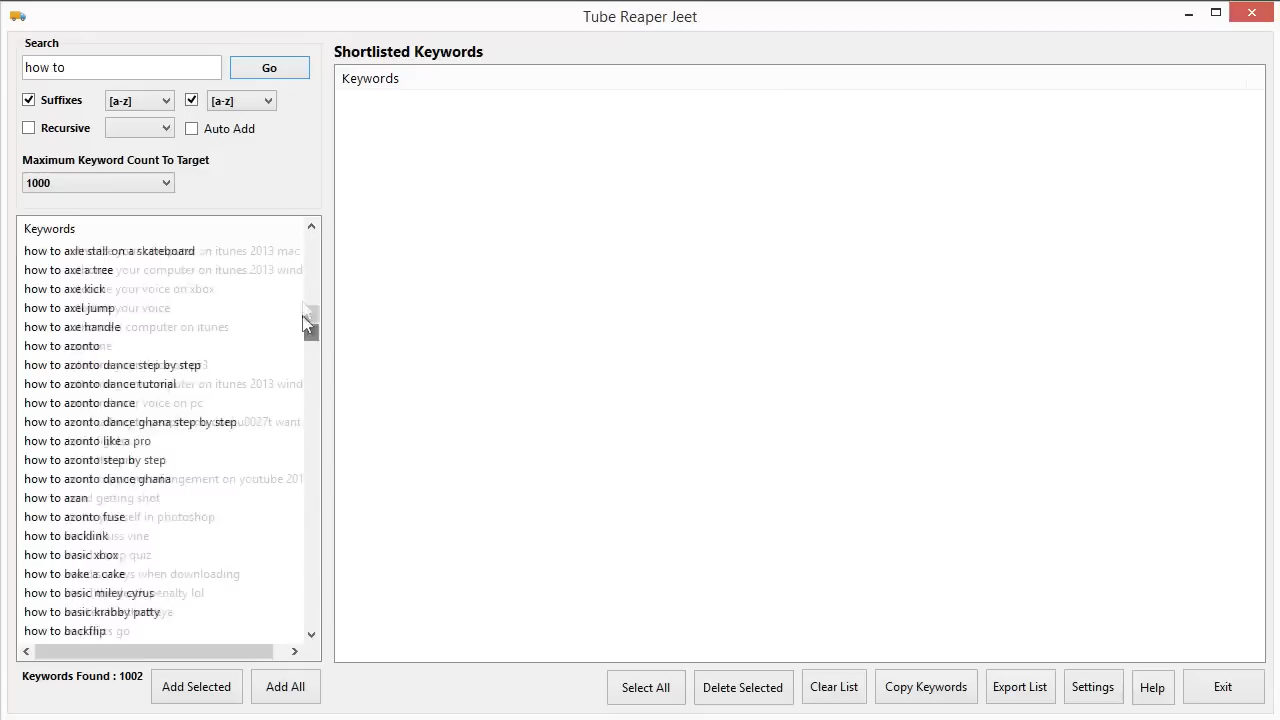 Tube Reaper Jeet
Search
how to
Go
Suffixes
[a-z]
[a-z]
Recursive
Auto Add
Maximum Keyword Count To Target
1000
Keywords
how to axle stall on a skateboard
how to axe a tree
how to axe kick
how to axel jump
how to axe handle
how to azonto
how to azonto dance step by step
how to azonto dance tutorial
how to azonto dance
how to azonto dance ghana step by step
how to azonto like a pro
how to azonto step by step
how to azonto dance ghana
how to azan
how to azonto fuse
how to backlink
how to basic xbox
how to bake a cake
how to basic miley cyrus
how to basic krabby patty
how to backflip
Keywords Found : 1002
Add Selected
Add All
Shortlisted Keywords
Keywords
Select All
Delete Selected
Clear List
Copy Keywords
Export List
Settings
Help
Exit